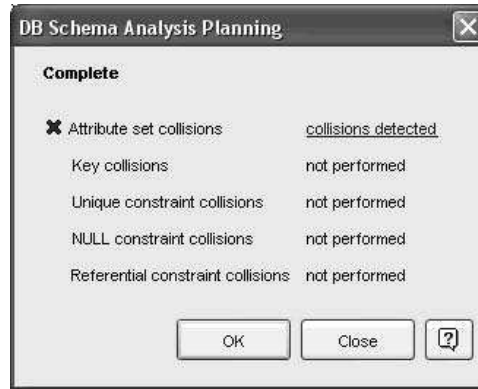 DB Schema Analysis Planning
Complete
Attribute set collisions collisions detected
Key collisions not performed
Unique constraint collisions not performed
NULL constraint collisions not performed
Referential constraint collisions not performed
OK Close ?